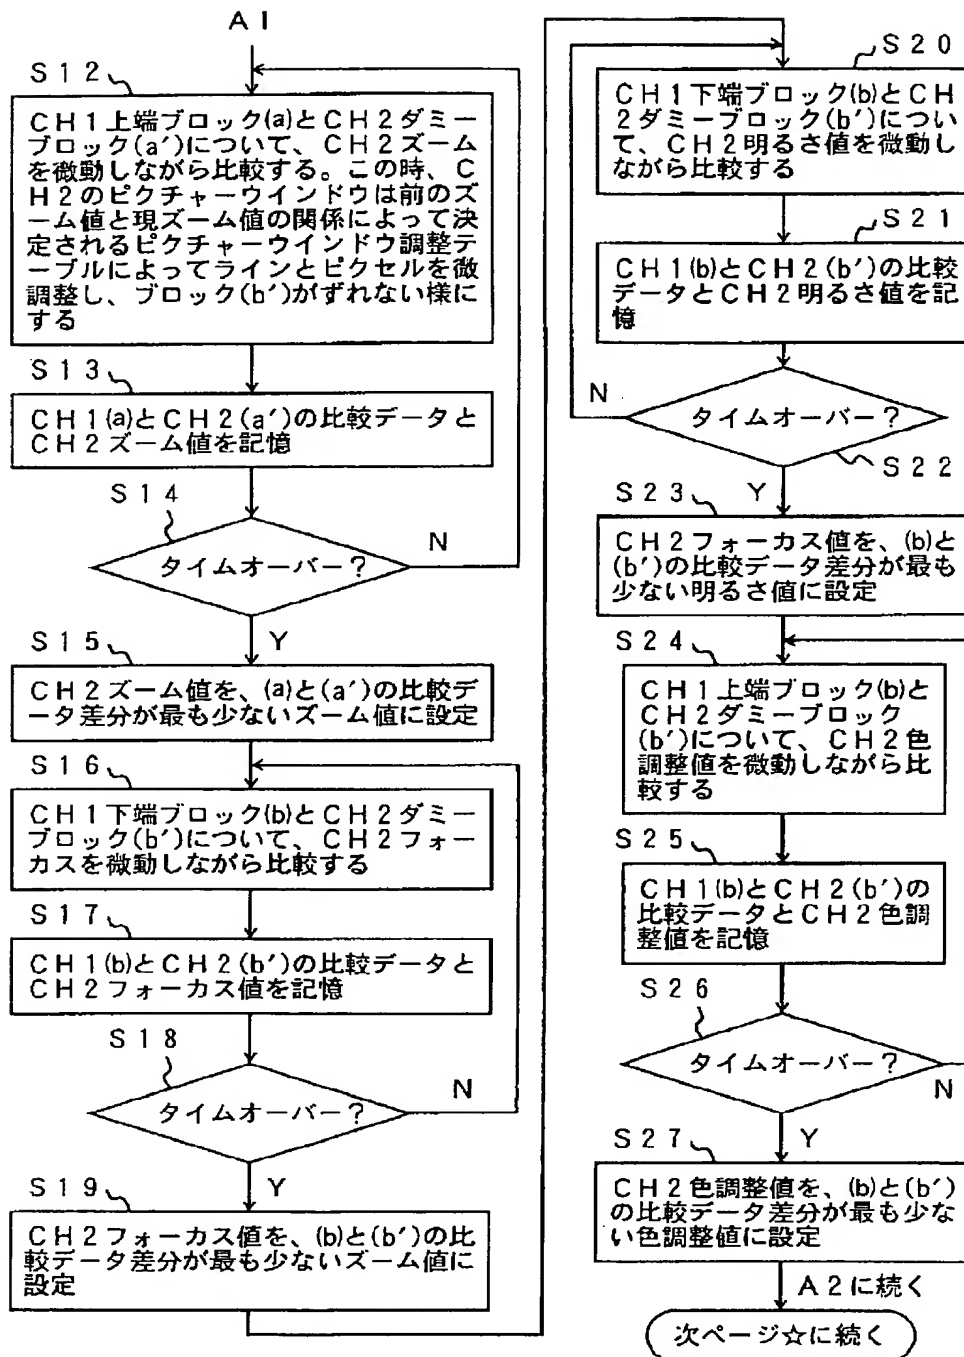 A1
S12
CH1上端ブロック(a)とCH2ダミー
ブロック(a′)について、CH2ズーム
を微動しながら比較する。この時、C
H2のピクチャーウインドウは前のズ
ーム値と現ズーム値の関係によって決
定されるピクチャーウインドウ調整テ
ーブルによってラインとピクセルを微
調整し、ブロック(b′)がずれない様に
する
S13
CH1(a)とCH2(a′)の比較データと
CH2ズーム値を記憶
S14
タイムオーバー?
N
Y
S15
CH2ズーム値を、(a)と(a′)の比較デ
ータ差分が最も少ないズーム値に設定
S16
CH1下端ブロック(b)とCH2ダミー
ブロック(b′)について、CH2フォー
カスを微動しながら比較する
S17
CH1(b)とCH2(b′)の比較データと
CH2フォーカス値を記憶
S18
タイムオーバー?
N
Y
S19
CH2フォーカス値を、(b)と(b′)の比
較データ差分が最も少ないズーム値に
設定
S20
CH1下端ブロック(b)とCH
2ダミーブロック(b′)につい
て、CH2明るさ値を微動し
ながら比較する
S21
CH1(b)とCH2(b′)の比較
データとCH2明るさ値を記
憶
N
タイムオーバー?
S22
Y
S23
CH2フォーカス値を、(b)と
(b′)の比較データ差分が最も
少ない明るさ値に設定
S24
CH1上端ブロック(b)と
CH2ダミーブロック
(b′)について、CH2色
調整値を微動しながら比
較する
S25
CH1(b)とCH2(b′)の
比較データとCH2色調
整値を記憶
S26
タイムオーバー?
N
Y
S27
CH2色調整値を、(b)と(b′)
の比較データ差分が最も少な
い色調整値に設定
A2に続く
次ページ☆に続く